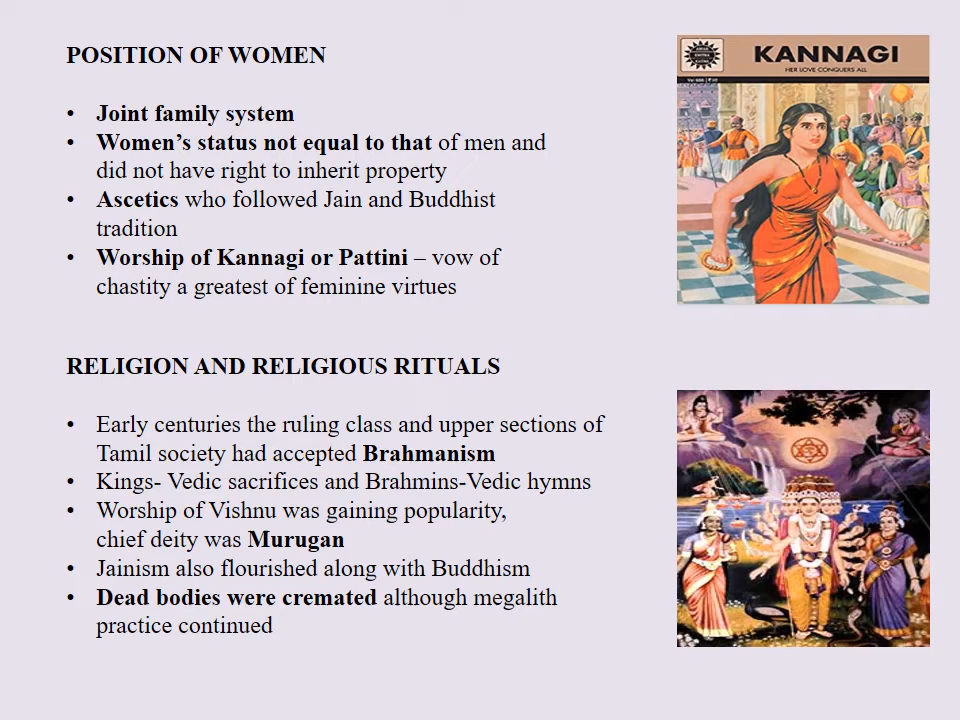 POSITION OF WOMEN
• Joint family system
• Women’s status not equal to that of men and
did not have right to inherit property
• Ascetics who followed Jain and Buddhist
tradition
• Worship of Kannagi or Pattini – vow of
chastity a greatest of feminine virtues
KANNAGI
HER LOVE CONQUERS ALL
RELIGION AND RELIGIOUS RITUALS
• Early centuries the ruling class and upper sections of
Tamil society had accepted Brahmanism
• Kings- Vedic sacrifices and Brahmins-Vedic hymns
• Worship of Vishnu was gaining popularity,
chief deity was Murugan
• Jainism also flourished along with Buddhism
• Dead bodies were cremated although megalith
practice continued